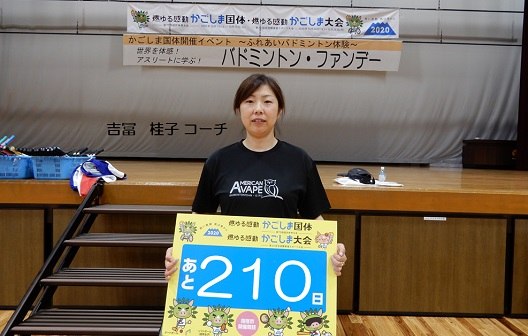 燃ゆる感動 かごしま国体・燃ゆる感動 かごしま大会
2020
かごしま国体開催イベント ～ふれあいバドミントン体験～
世界を体感！
アスリートに学ぶ！
バドミントン・ファンデー
吉冨 桂子 コーチ
AMERICAN
VAPE
燃ゆる感動 かごしま国体
2020
燃ゆる感動 かごしま大会
あと210日